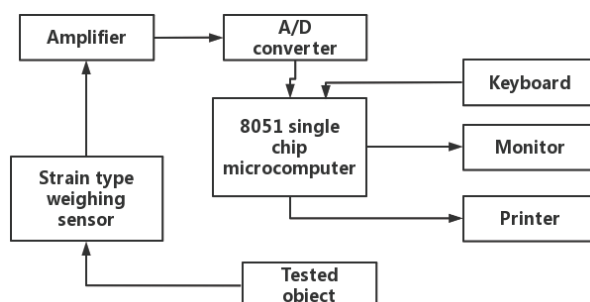 Amplifier
A/D
converter
Keyboard
8051 single
chip
microcomputer
Monitor
Strain type
weighing
sensor
Printer
Tested
object